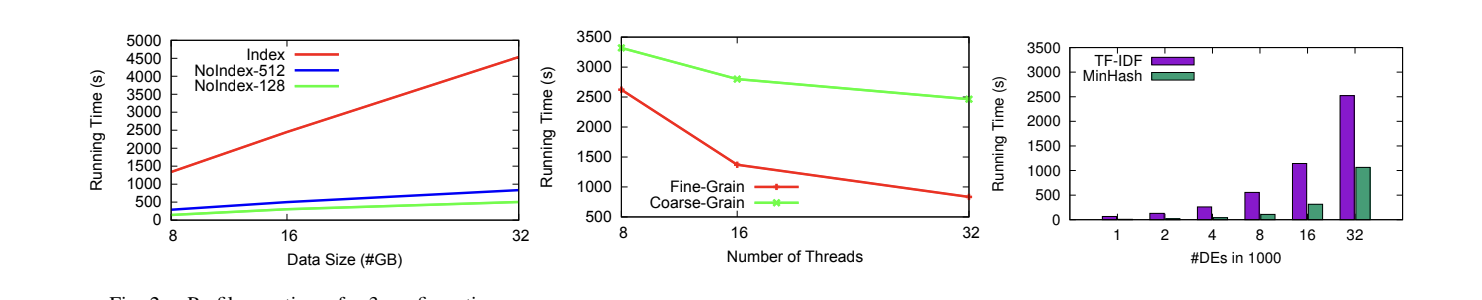 5000
4500
4000
3500
3000
2500
2000
1500
1000
500
0
Running Time (s)
Index
NoIndex-512
NoIndex-128
8 16 32
Data Size (#GB)
3500
3000
2500
2000
1500
1000
500
Running Time (s)
Fine-Grain
Coarse-Grain
8 16 32
Number of Threads
3500
3000
2500
2000
1500
1000
500
0
Running Time (s)
TF-IDF
MinHash
1 2 4 8 16 32
#DEs in 1000